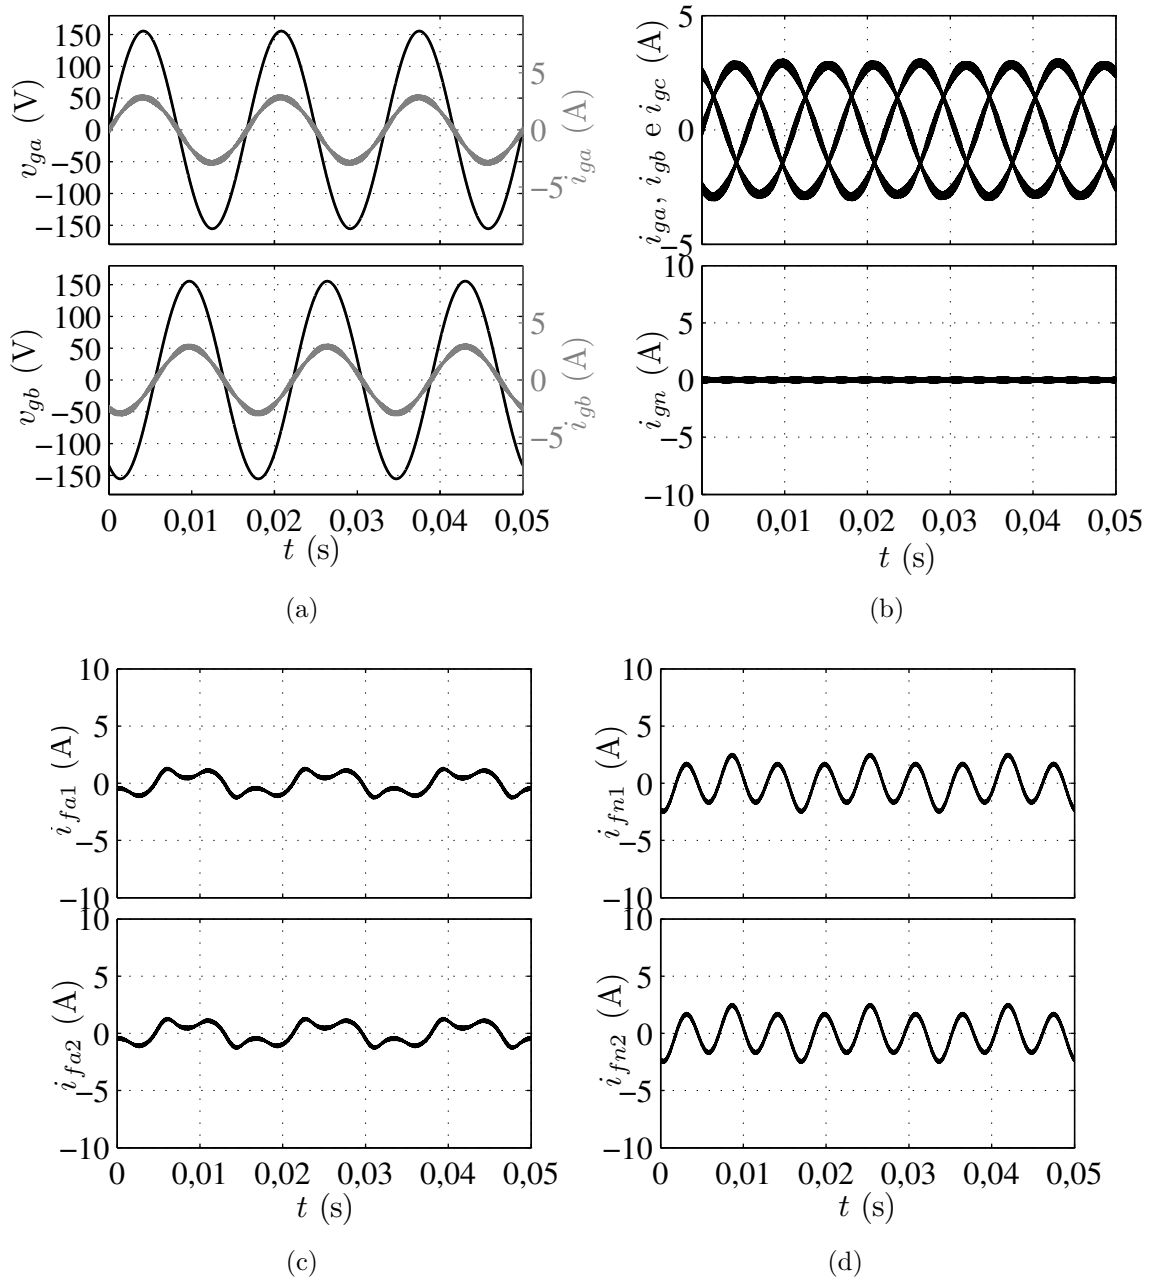 150
100
50
0
−50
−100
−150
v_ga (V)
5
0
−5
i_ga (A)
150
100
50
0
−50
−100
−150
v_gb (V)
5
0
−5
i_gb (A)
0 0,01 0,02 0,03 0,04 0,05
t (s)
(a)
5
0
−5
i_ga, i_gb e i_gc (A)
10
5
0
−5
−10
i_gn (A)
0 0,01 0,02 0,03 0,04 0,05
t (s)
(b)
10
5
0
−5
−10
i_fa1 (A)
10
5
0
−5
−10
i_fa2 (A)
0 0,01 0,02 0,03 0,04 0,05
t (s)
(c)
10
5
0
−5
−10
i_fn1 (A)
10
5
0
−5
−10
i_fn2 (A)
0 0,01 0,02 0,03 0,04 0,05
t (s)
(d)